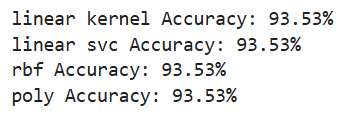 linear kernel Accuracy: 93.53%
linear svc Accuracy: 93.53%
rbf Accuracy: 93.53%
poly Accuracy: 93.53%